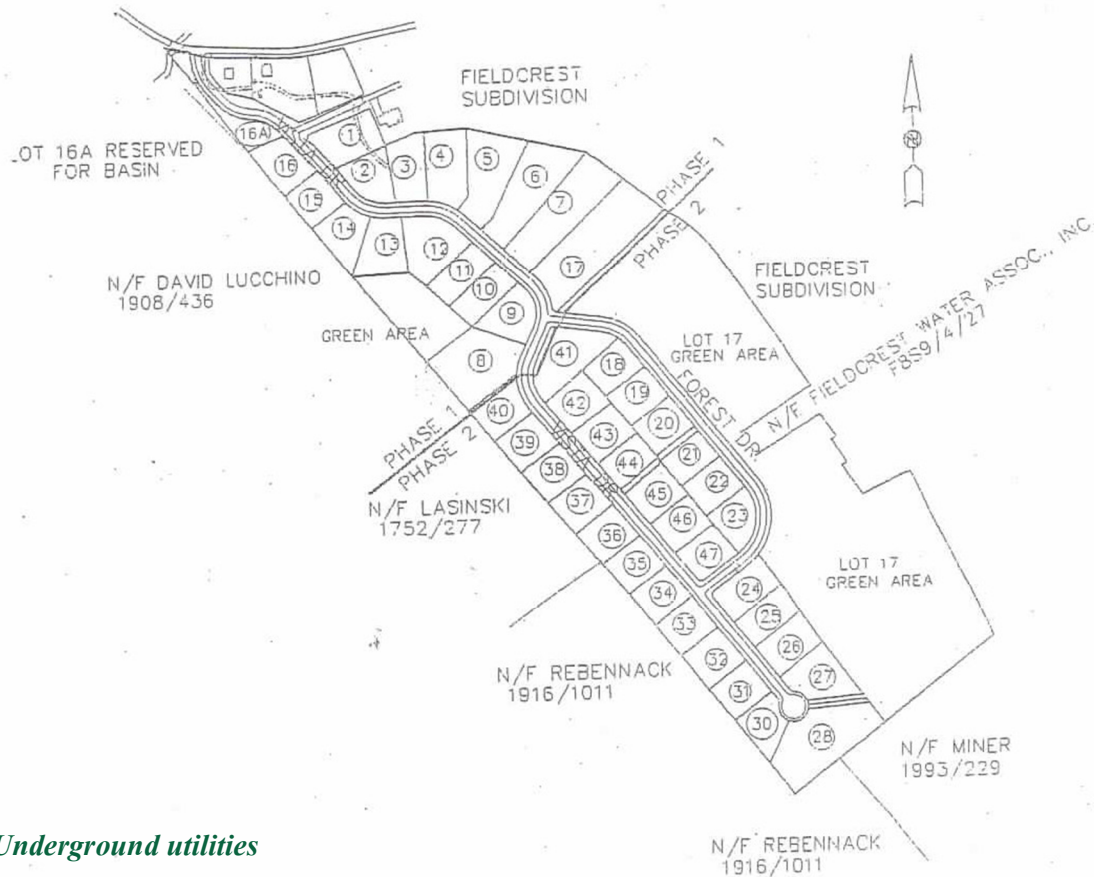 FIELDCREST
SUBDIVISION
LOT 16A RESERVED
FOR BASIN
16A
1
16
2
3
4
5
6
7
15
14
13
12
11
10
9
17
8
PHASE 1
PHASE 2
N/F DAVID LUCCHINO
1908/436
GREEN AREA
FIELDCREST
SUBDIVISION
LOT 17
GREEN AREA
N/F FIELDCREST WATER ASSOC., INC
FOREST DR.
41
18
19
20
21
22
23
40
42
39
43
38
44
37
45
36
46
35
47
34
24
33
25
32
26
31
27
30
28
PHASE 1
PHASE 2
N/F LASINSKI
1752/277
LOT 17
GREEN AREA
N/F REBENNACK
1916/1011
N/F MINER
1993/229
N/F REBENNACK
1916/1011
Underground utilities